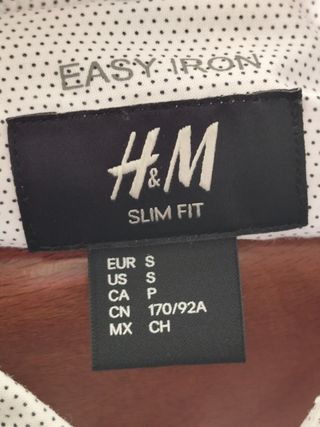 EASY IRON
H&M
SLIM FIT
EUR S
US S
CA P
CN 170/92A
MX CH